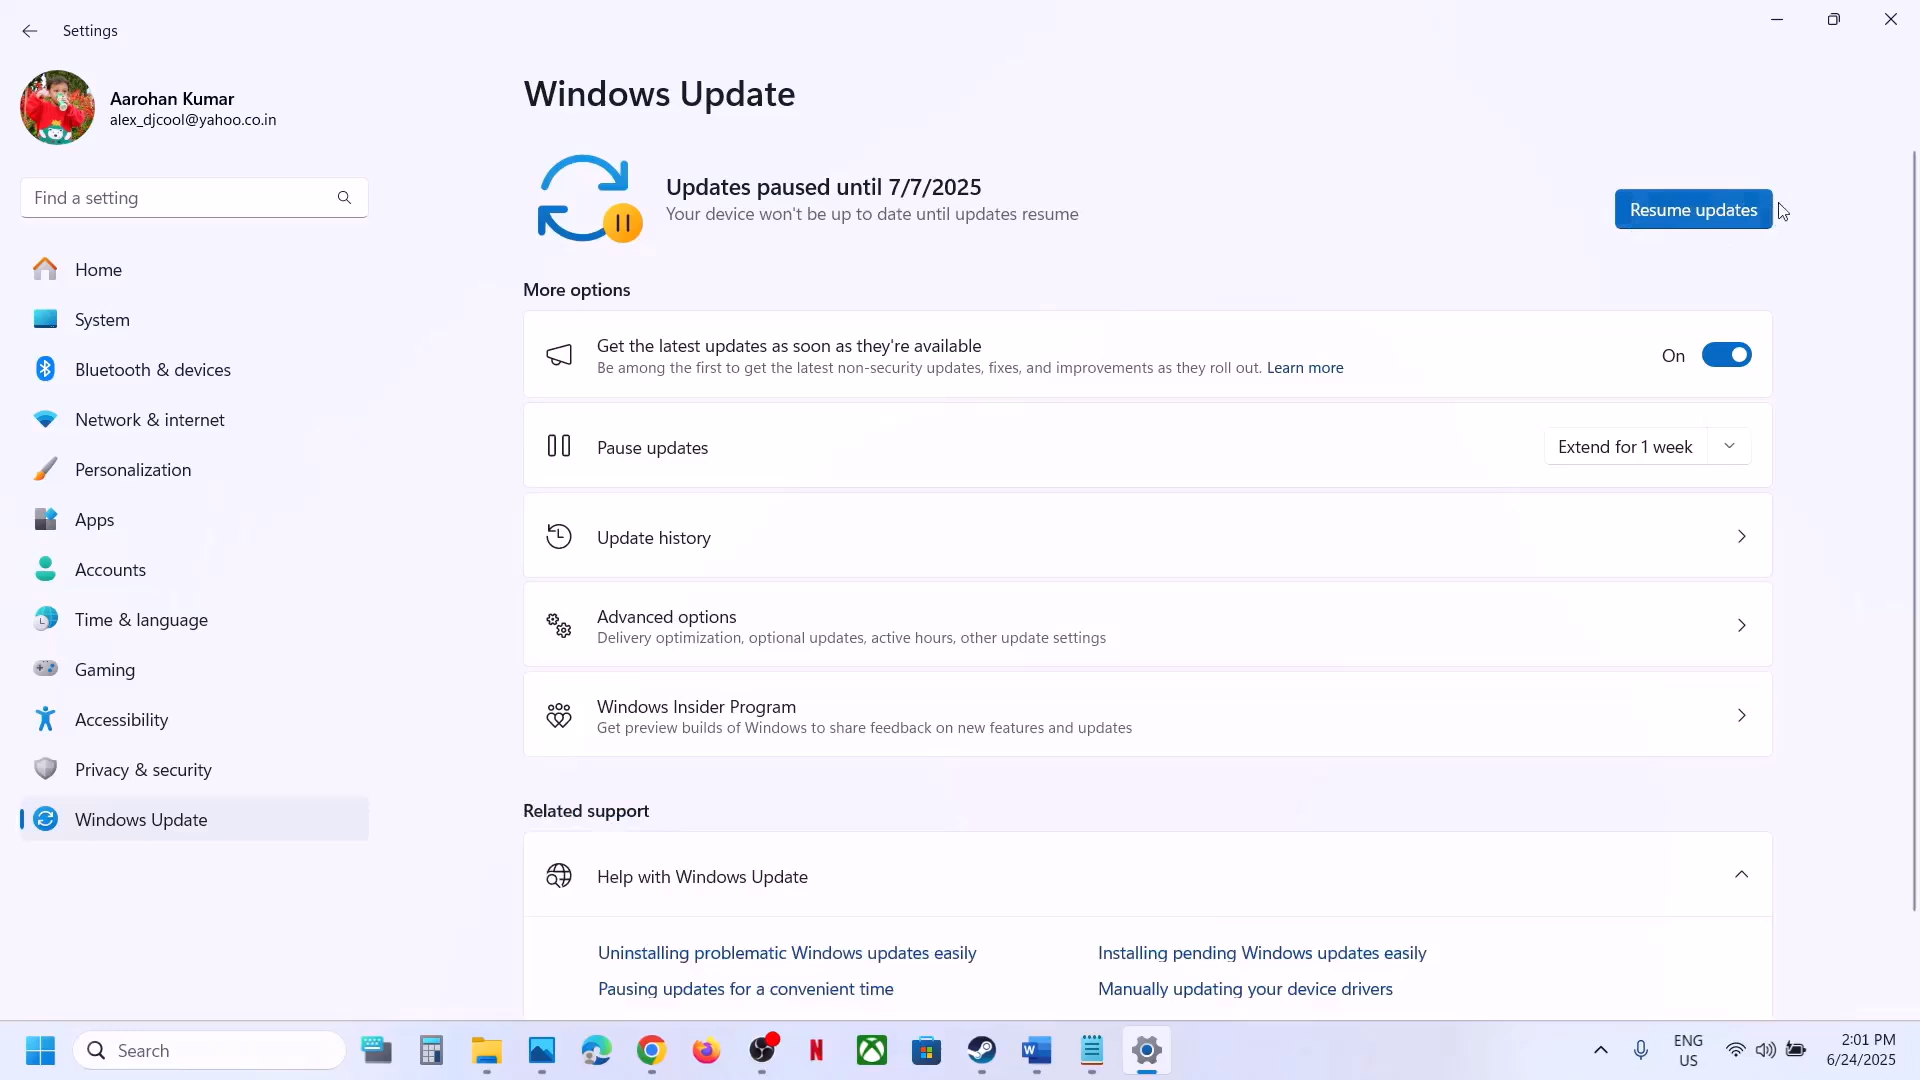 Settings
Aarohan Kumar
alex_djcool@yahoo.co.in
Find a setting
Home
System
Bluetooth & devices
Network & internet
Personalization
Apps
Accounts
Time & language
Gaming
Accessibility
Privacy & security
Windows Update
Windows Update
Updates paused until 7/7/2025
Your device won't be up to date until updates resume
Resume updates
More options
Get the latest updates as soon as they're available
Be among the first to get the latest non-security updates, fixes, and improvements as they roll out. Learn more
On
Pause updates
Extend for 1 week
Update history
Advanced options
Delivery optimization, optional updates, active hours, other update settings
Windows Insider Program
Get preview builds of Windows to share feedback on new features and updates
Related support
Help with Windows Update
Uninstalling problematic Windows updates easily
Installing pending Windows updates easily
Pausing updates for a convenient time
Manually updating your device drivers
Search
N
W
ENG
US
2:01 PM
6/24/2025